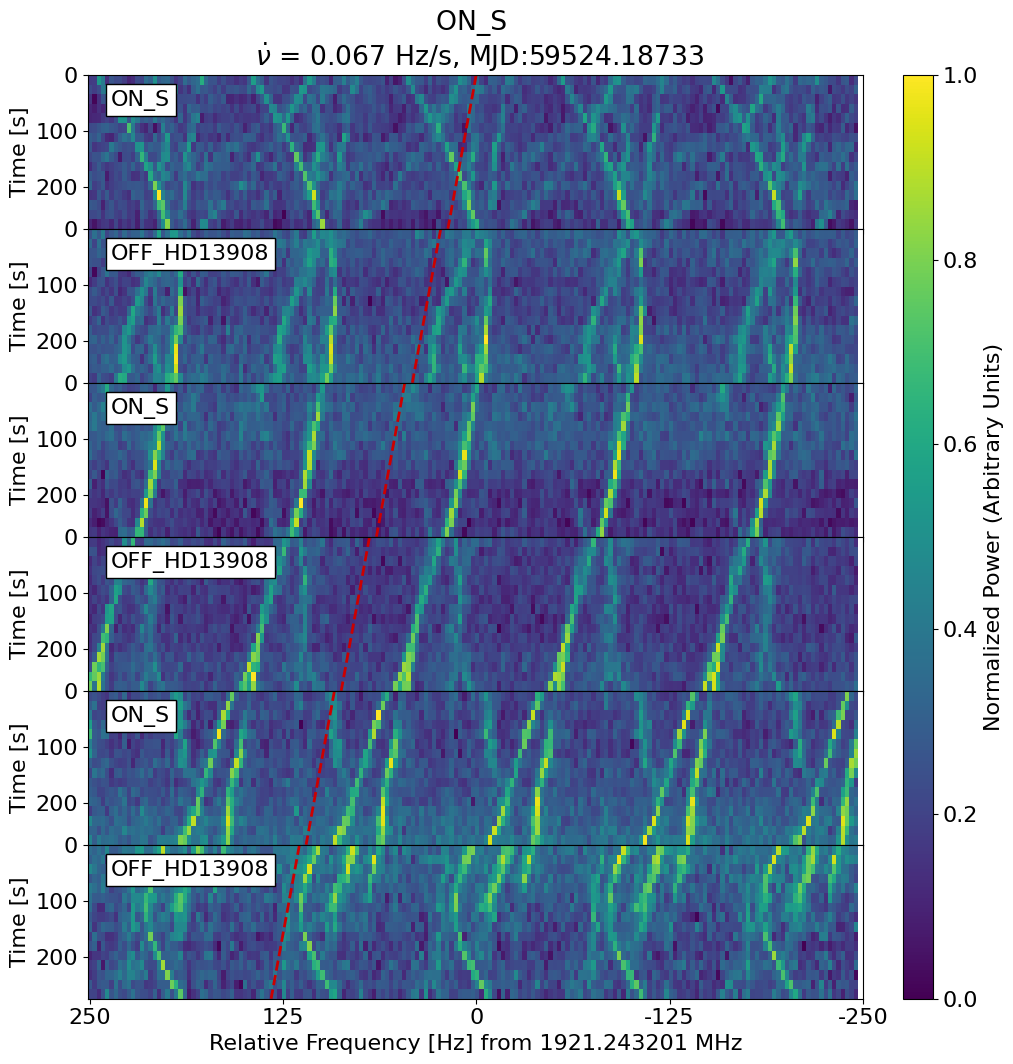 ON_S
ν̇ = 0.067 Hz/s, MJD:59524.18733
0
ON_S
100
Time [s]
200
0
OFF_HD13908
100
Time [s]
200
0
ON_S
100
Time [s]
200
0
OFF_HD13908
100
Time [s]
200
0
ON_S
100
Time [s]
200
0
OFF_HD13908
100
Time [s]
200
250 125 0 -125 -250
Relative Frequency [Hz] from 1921.243201 MHz
1.0
0.8
0.6
0.4
0.2
0.0
Normalized Power (Arbitrary Units)